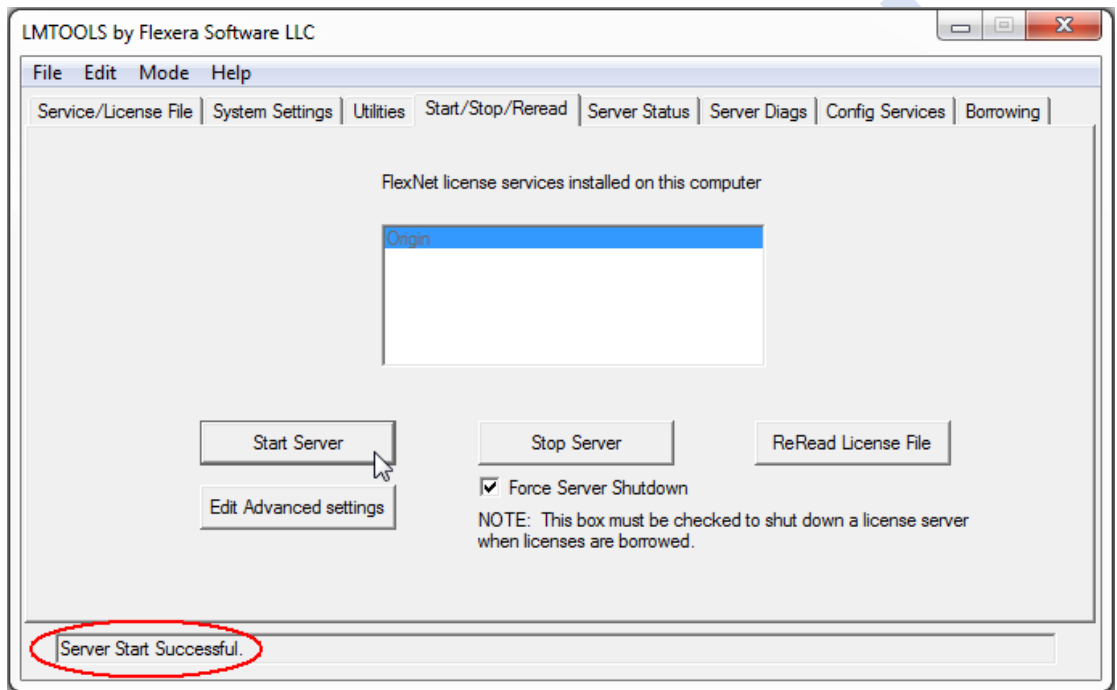 LMTOOLS by Flexera Software LLC
File Edit Mode Help
Service/License File System Settings Utilities Start/Stop/Reread Server Status Server Diags Config Services Borrowing
FlexNet license services installed on this computer
Origin
Start Server Stop Server ReRead License File
Edit Advanced settings
Force Server Shutdown
NOTE: This box must be checked to shut down a license server
when licenses are borrowed.
Server Start Successful.